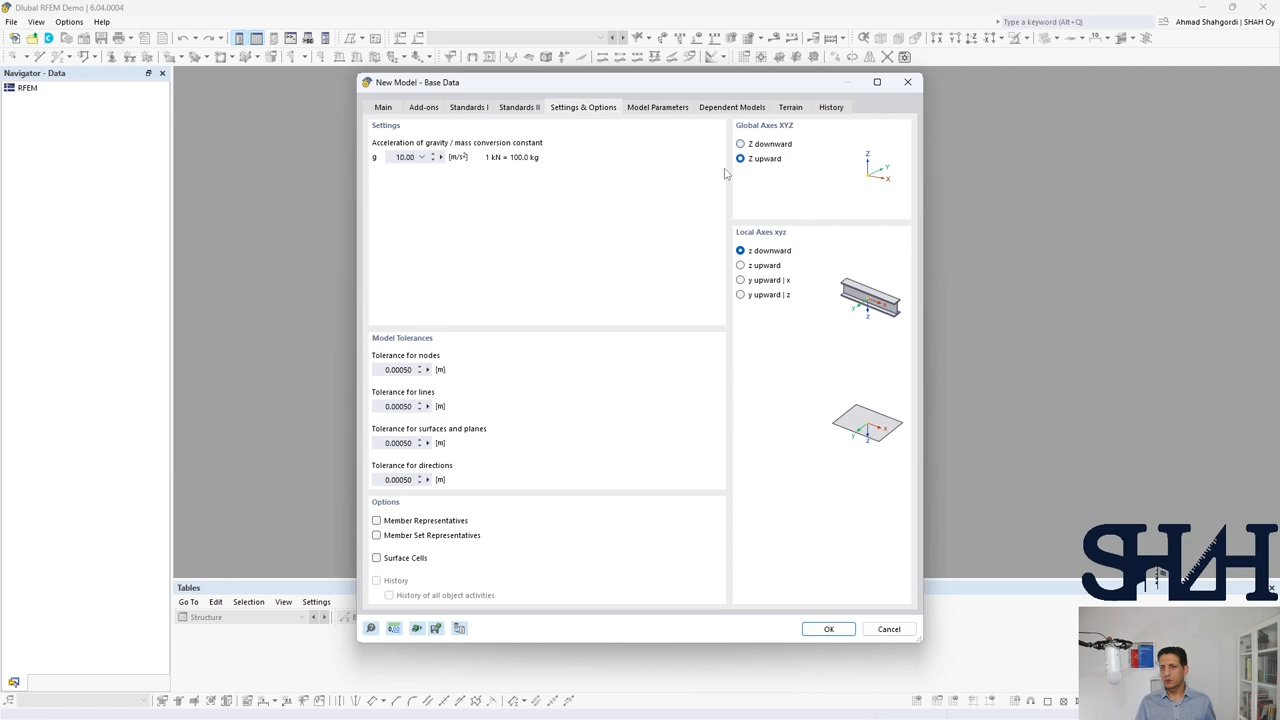 Dlubal RFEM Demo | 6.04.0004
File View Options Help
Type a keyword (Alt+Q)
Ahmad Shahgordi | SHAH Oy
Navigator - Data
RFEM
New Model - Base Data
Main Add-ons Standards I Standards II Settings & Options Model Parameters Dependent Models Terrain History
Settings
Acceleration of gravity / mass conversion constant
g 10.00 [m/s²] 1 kN = 100.0 kg
Model Tolerances
Tolerance for nodes
0.00050 [m]
Tolerance for lines
0.00050 [m]
Tolerance for surfaces and planes
0.00050 [m]
Tolerance for directions
0.00050 [m]
Options
Member Representatives
Member Set Representatives
Surface Cells
History
History of all object activities
Global Axes XYZ
Z downward
Z upward
Z
Y
X
Local Axes xyz
z downward
z upward
y upward | x
y upward | z
x
y
z
x
y
z
OK Cancel
Tables
Go To Edit Selection View Settings
Structure
SHAH